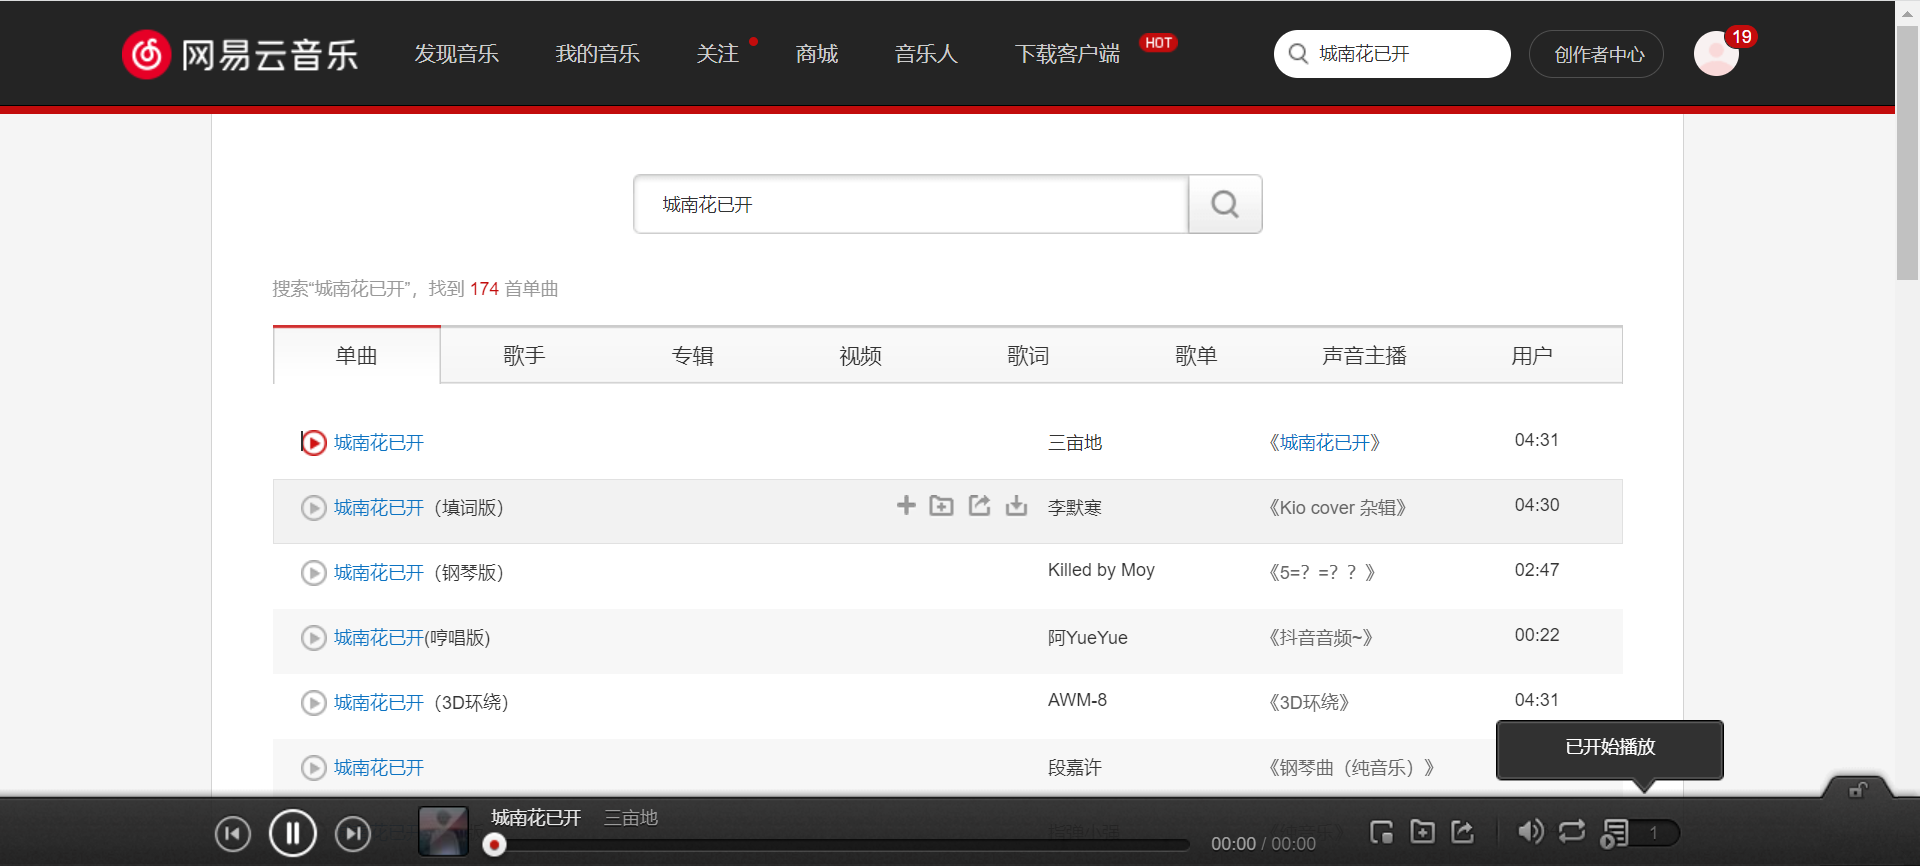 网易云音乐 发现音乐 我的音乐 关注 商城 音乐人 下载客户端 HOT 城南花已开 创作者中心 19
城南花已开
搜索“城南花已开”，找到 174 首单曲
单曲 歌手 专辑 视频 歌词 歌单 声音主播 用户
城南花已开 三亩地 《城南花已开》 04:31
城南花已开（填词版） 李默寒 《Kio cover 杂辑》 04:30
城南花已开（钢琴版） Killed by Moy 《5=？=？？》 02:47
城南花已开(哼唱版) 阿YueYue 《抖音音频~》 00:22
城南花已开（3D环绕） AWM-8 《3D环绕》 04:31
已开始播放
城南花已开 段嘉许 《钢琴曲（纯音乐）》
城南花已开 三亩地
00:00 / 00:00 1